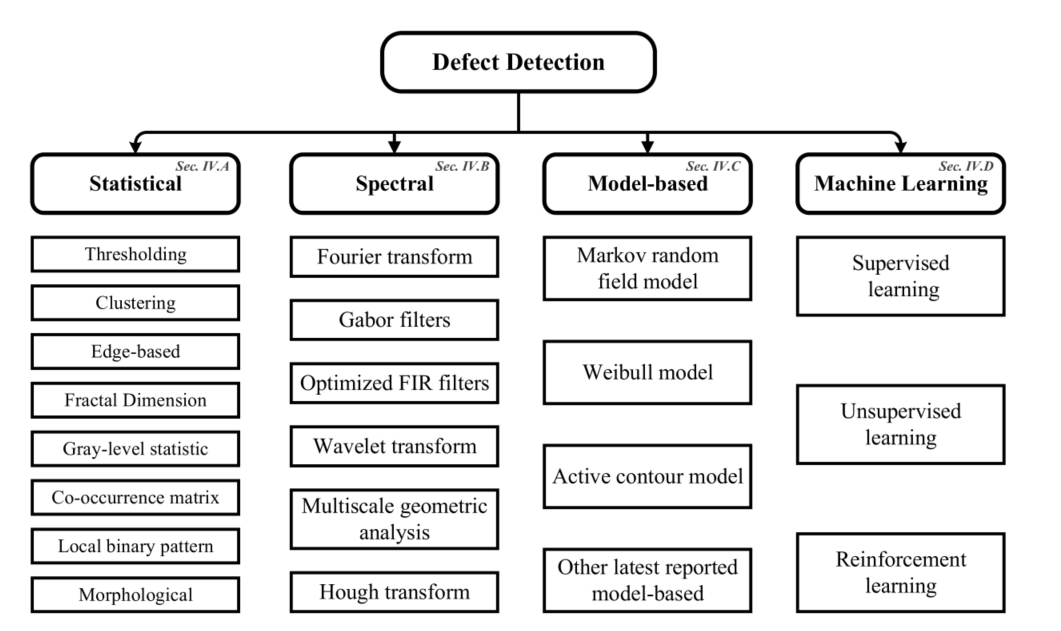 Defect Detection
Sec. IV.A
Statistical
Sec. IV.B
Spectral
Sec. IV.C
Model-based
Sec. IV.D
Machine Learning
Thresholding
Clustering
Edge-based
Fractal Dimension
Gray-level statistic
Co-occurrence matrix
Local binary pattern
Morphological
Fourier transform
Gabor filters
Optimized FIR filters
Wavelet transform
Multiscale geometric
analysis
Hough transform
Markov random
field model
Weibull model
Active contour model
Other latest reported
model-based
Supervised
learning
Unsupervised
learning
Reinforcement
learning